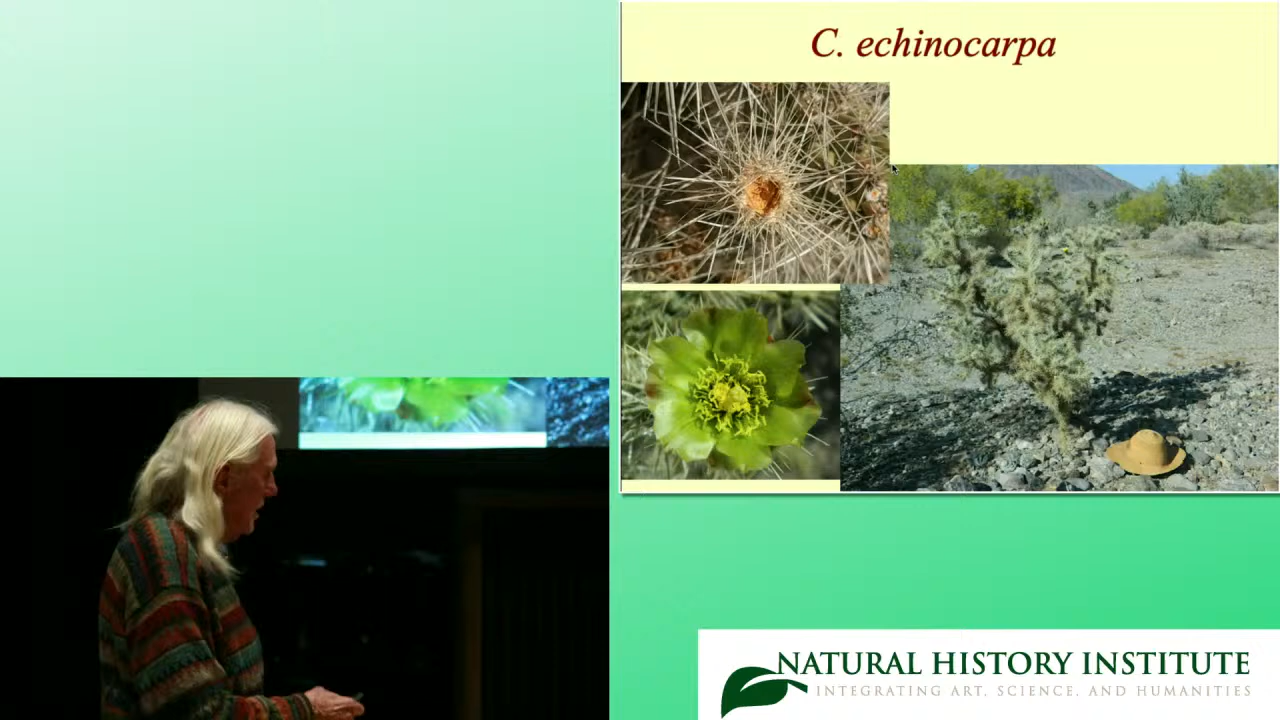 C. echinocarpa
NATURAL HISTORY INSTITUTE
INTEGRATING ART, SCIENCE, AND HUMANITIES